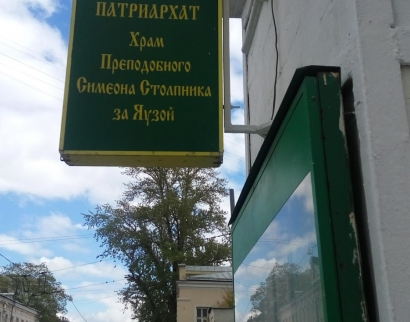 ПАТРИАРХАТ
Храм
Преподобного
Симеона Столпника
за Яузой